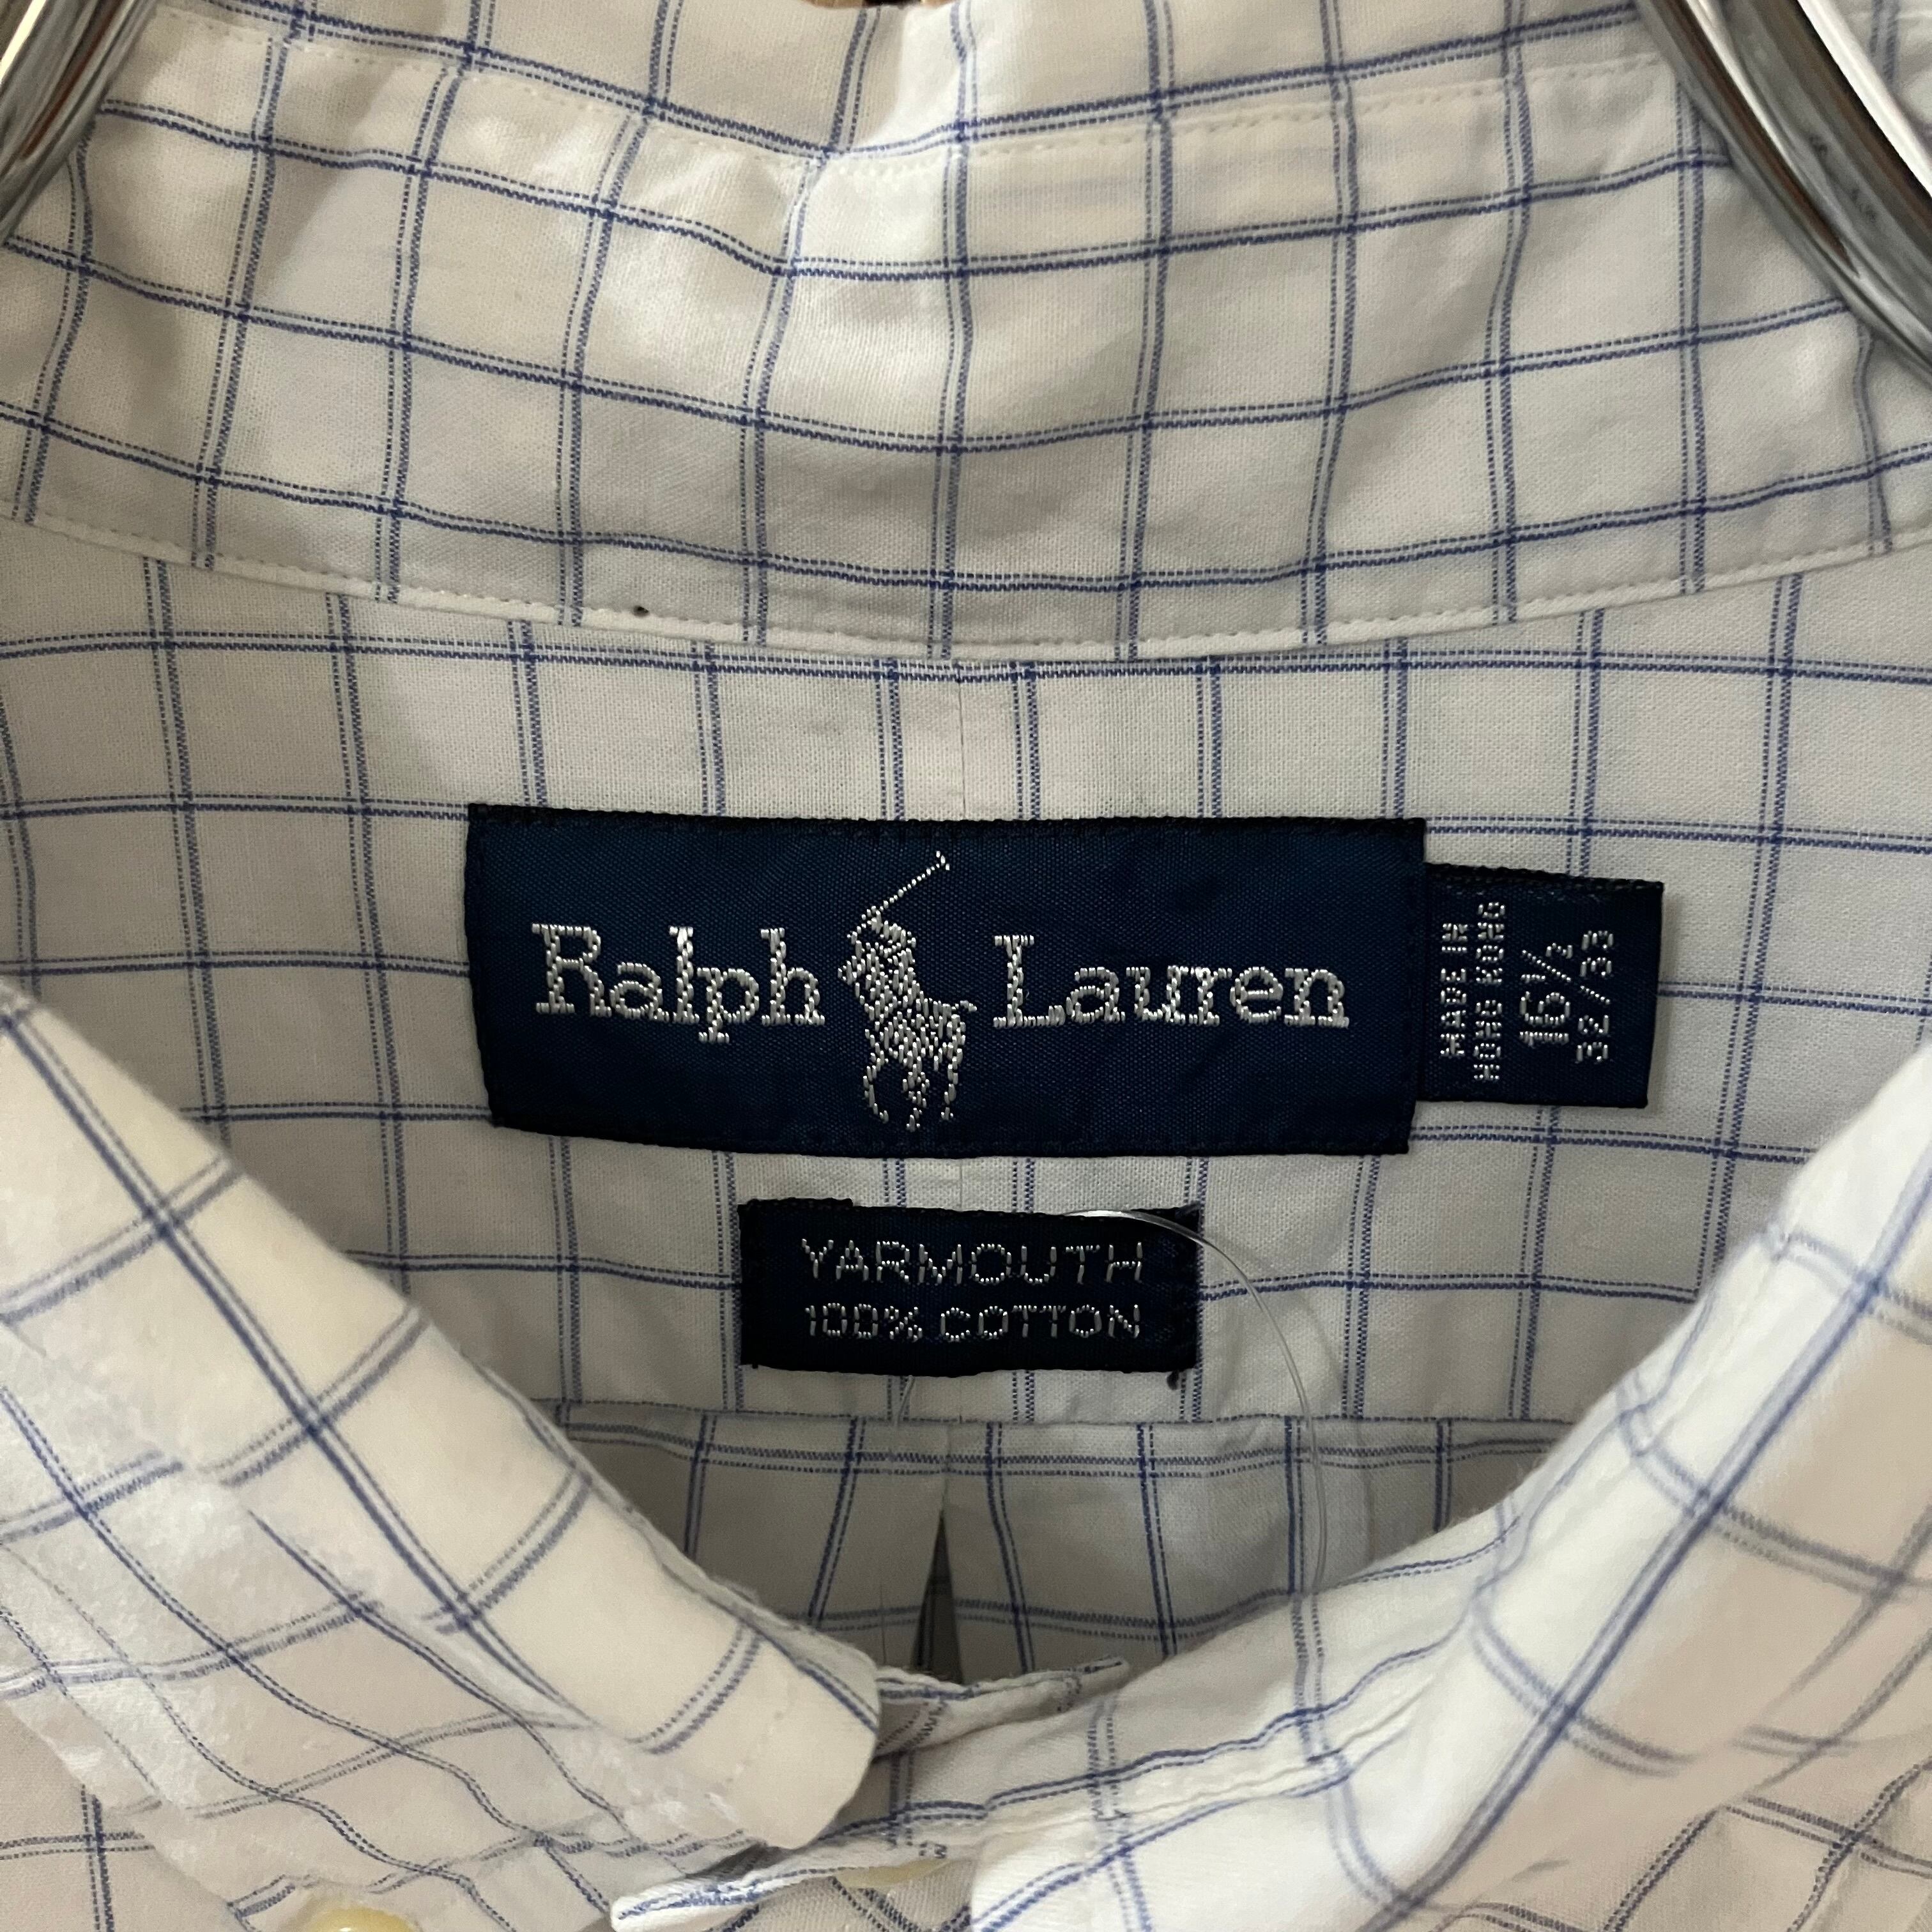 Ralph Lauren
MADE IN
HONG KONG
16½
32/33
YARMOUTH
100% COTTON